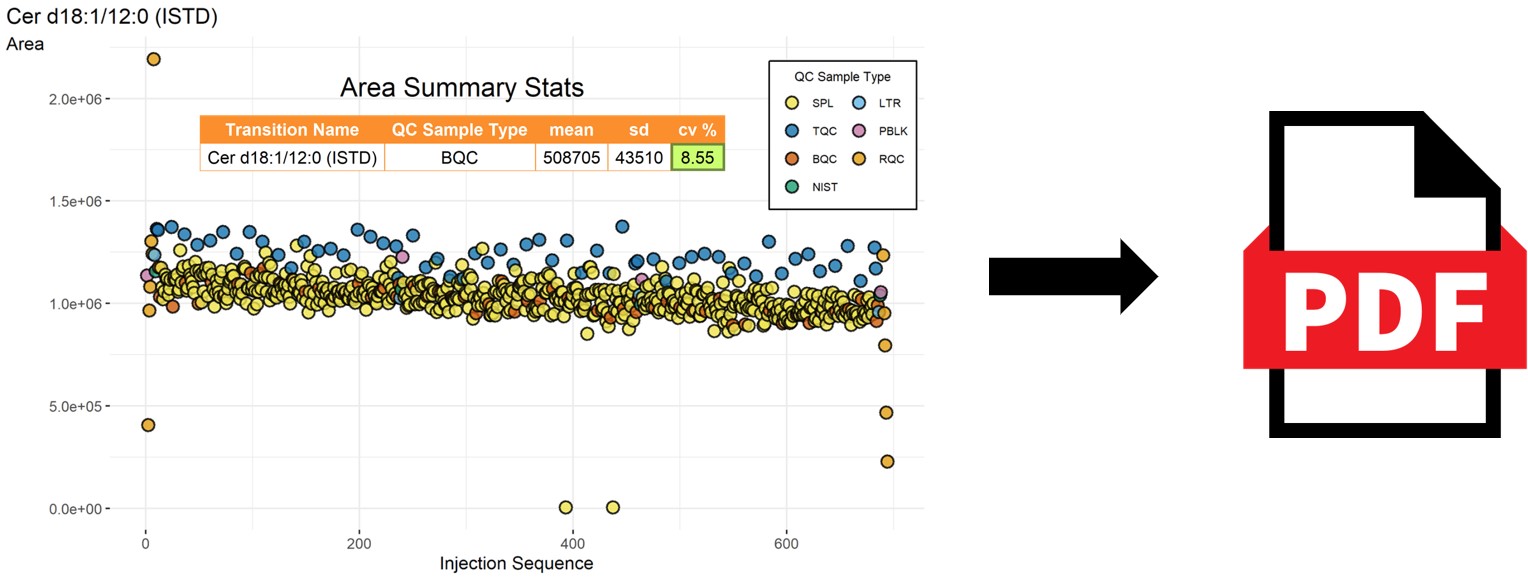 Cer d18:1/12:0 (ISTD)
Area
Area Summary Stats
Transition Name QC Sample Type mean sd cv %
Cer d18:1/12:0 (ISTD) BQC 508705 43510 8.55
QC Sample Type
SPL LTR
TQC PBLK
BQC RQC
NIST
2.0e+06
1.5e+06
1.0e+06
5.0e+05
0.0e+00
0 200 400 600
Injection Sequence
PDF